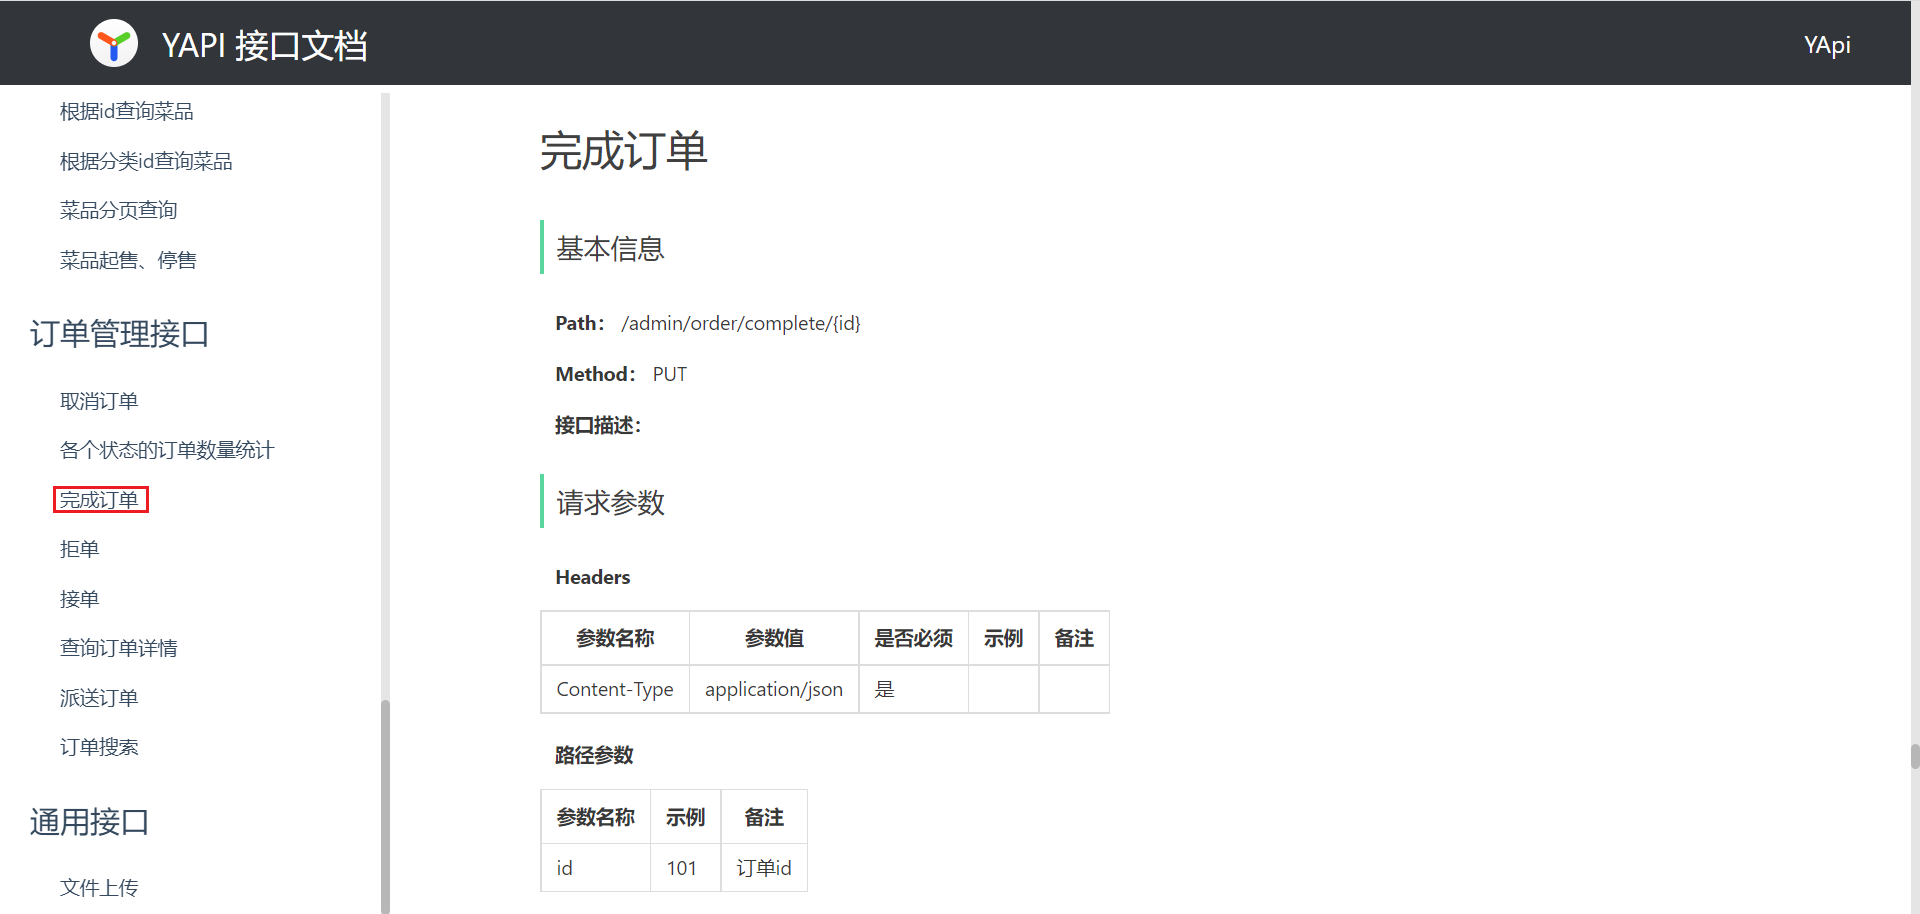 YAPI 接口文档
YApi
根据id查询菜品
根据分类id查询菜品
菜品分页查询
菜品起售、停售
订单管理接口
取消订单
各个状态的订单数量统计
完成订单
拒单
接单
查询订单详情
派送订单
订单搜索
通用接口
文件上传
完成订单
基本信息
Path： /admin/order/complete/{id}
Method： PUT
接口描述：
请求参数
Headers
参数名称 参数值 是否必须 示例 备注
Content-Type application/json 是
路径参数
参数名称 示例 备注
id 101 订单id